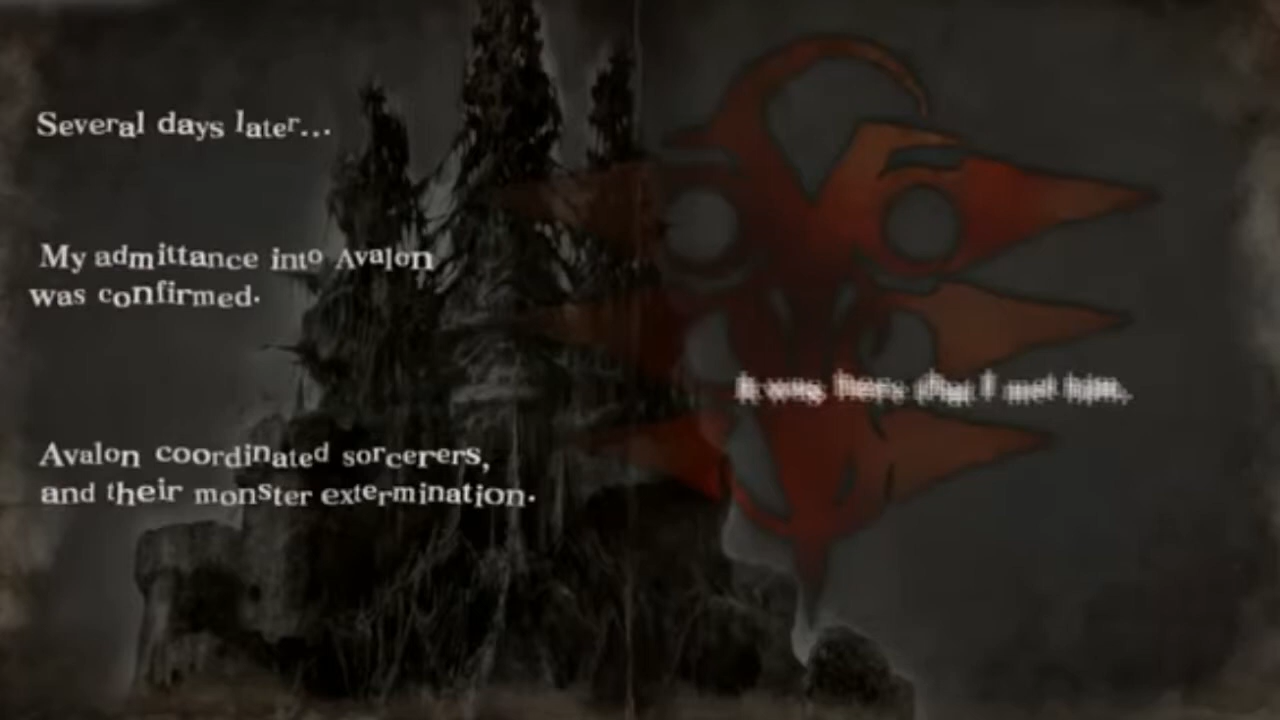 Several days later...
My admittance into Avalon
was confirmed.
Avalon coordinated sorcerers,
and their monster extermination.
It was here that I met him.